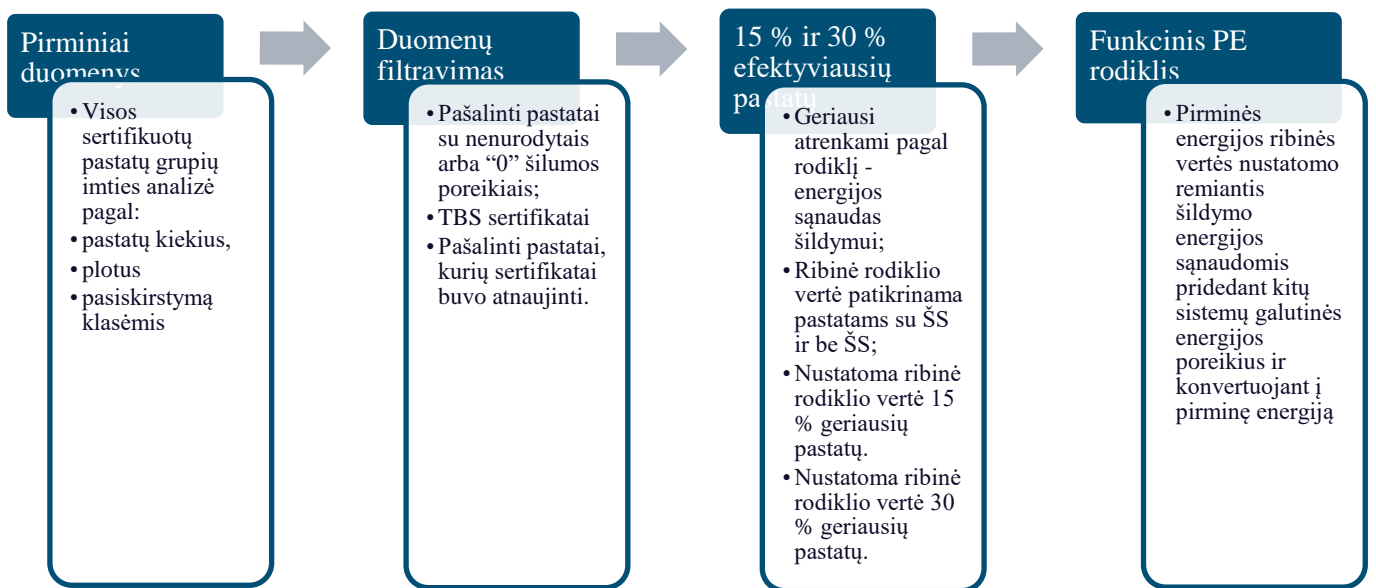 Pirminiai
duomenys
• Visos
sertifikuotų
pastatų grupių
imties analizė
pagal:
• pastatų kiekius,
• plotus
• pasiskirstymą
klasėmis
Duomenų
filtravimas
• Pašalinti pastatai
su nenurodytais
arba “0” šilumos
poreikiais;
• TBS sertifikatai
• Pašalinti pastatai,
kurių sertifikatai
buvo atnaujinti.
15 % ir 30 %
efektyviausių
pastatų
• Geriausi
atrenkami pagal
rodiklį -
energijos
sąnaudas
šildymui;
• Ribinė rodiklio
vertė patikrinama
pastatams su ŠS
ir be ŠS;
• Nustatoma ribinė
rodiklio vertė 15
% geriausių
pastatų.
• Nustatoma ribinė
rodiklio vertė 30
% geriausių
pastatų.
Funkcinis PE
rodiklis
• Pirminės
energijos ribinės
vertės nustatomo
remiantis
šildymo
energijos
sąnaudomis
pridedant kitų
sistemų galutinės
energijos
poreikius ir
konvertuojant į
pirminę energiją